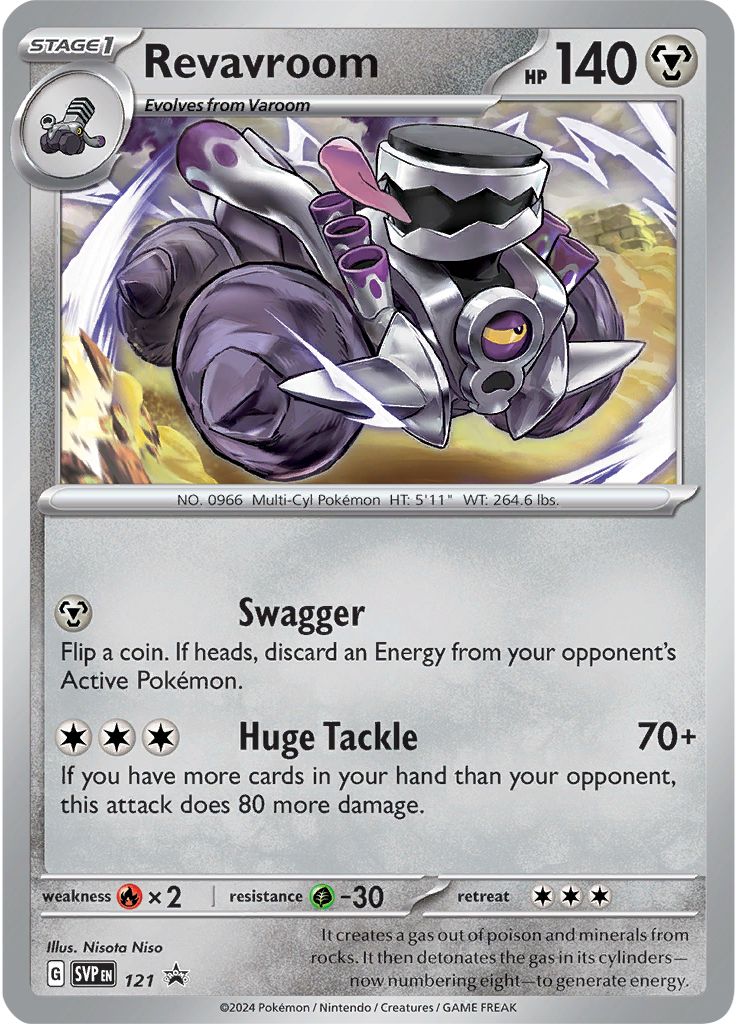 STAGE1
Revavroom
HP 140
Evolves from Varoom
NO. 0966 Multi-Cyl Pokémon HT: 5'11" WT: 264.6 lbs.
Swagger
Flip a coin. If heads, discard an Energy from your opponent's
Active Pokémon.
Huge Tackle 70+
If you have more cards in your hand than your opponent,
this attack does 80 more damage.
weakness ×2 resistance -30 retreat
Illus. Nisota Niso
It creates a gas out of poison and minerals from
rocks. It then detonates the gas in its cylinders—
now numbering eight—to generate energy.
G SVP EN 121
PROMO
©2024 Pokémon / Nintendo / Creatures / GAME FREAK